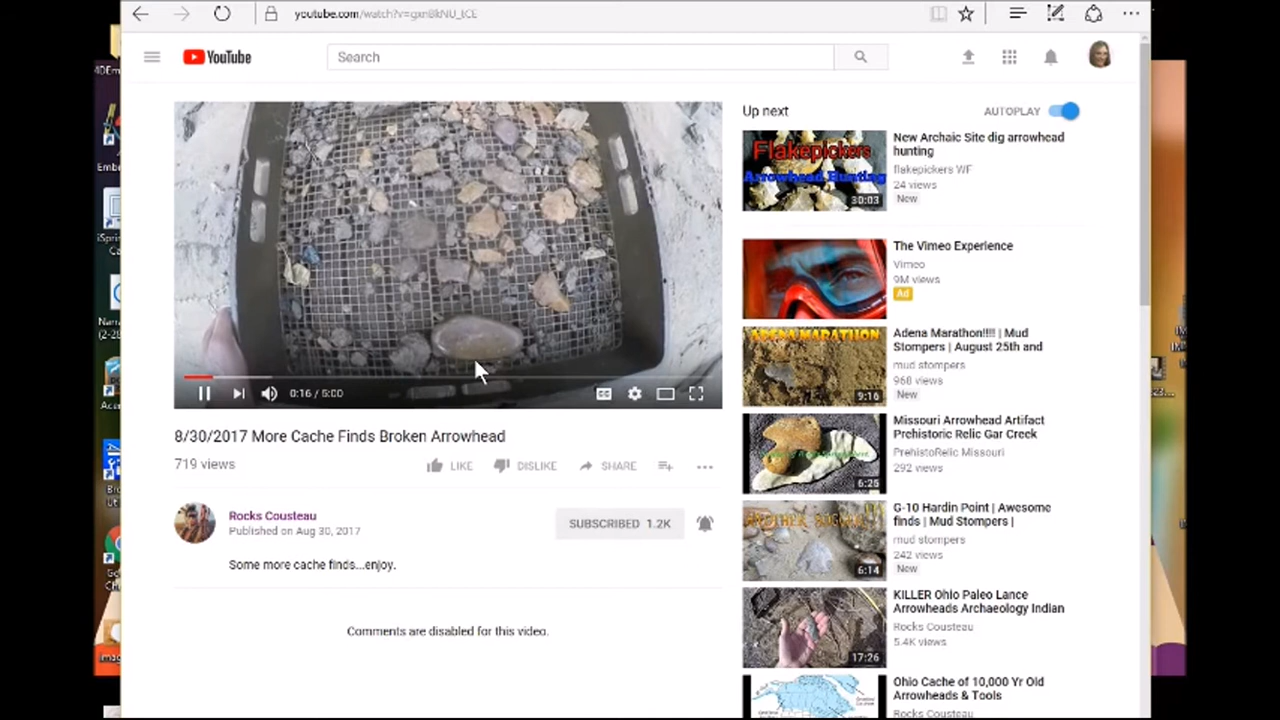 youtube.com/watch?v=gxnBkNU_tCE
YouTube
Search
0:16 / 5:00
CC
8/30/2017 More Cache Finds Broken Arrowhead
719 views
LIKE
DISLIKE
SHARE
Rocks Cousteau
Published on Aug 30, 2017
SUBSCRIBED 1.2K
Some more cache finds...enjoy.
Comments are disabled for this video.
Up next
AUTOPLAY
Flakepickers
Arrowhead Hunting
30:03
New Archaic Site dig arrowhead
hunting
flakepickers WF
24 views
New
The Vimeo Experience
Vimeo
9M views
Ad
ADENA MARATHON
9:16
Adena Marathon!!!! | Mud
Stompers | August 25th and
mud stompers
968 views
New
6:25
Missouri Arrowhead Artifact
Prehistoric Relic Gar Creek
PrehistoRelic Missouri
292 views
6:14
G-10 Hardin Point | Awesome
finds | Mud Stompers |
mud stompers
242 views
New
17:26
KILLER Ohio Paleo Lance
Arrowheads Archaeology Indian
Rocks Cousteau
5.4K views
Ohio Cache of 10,000 Yr Old
Arrowheads & Tools
Rocks Cousteau